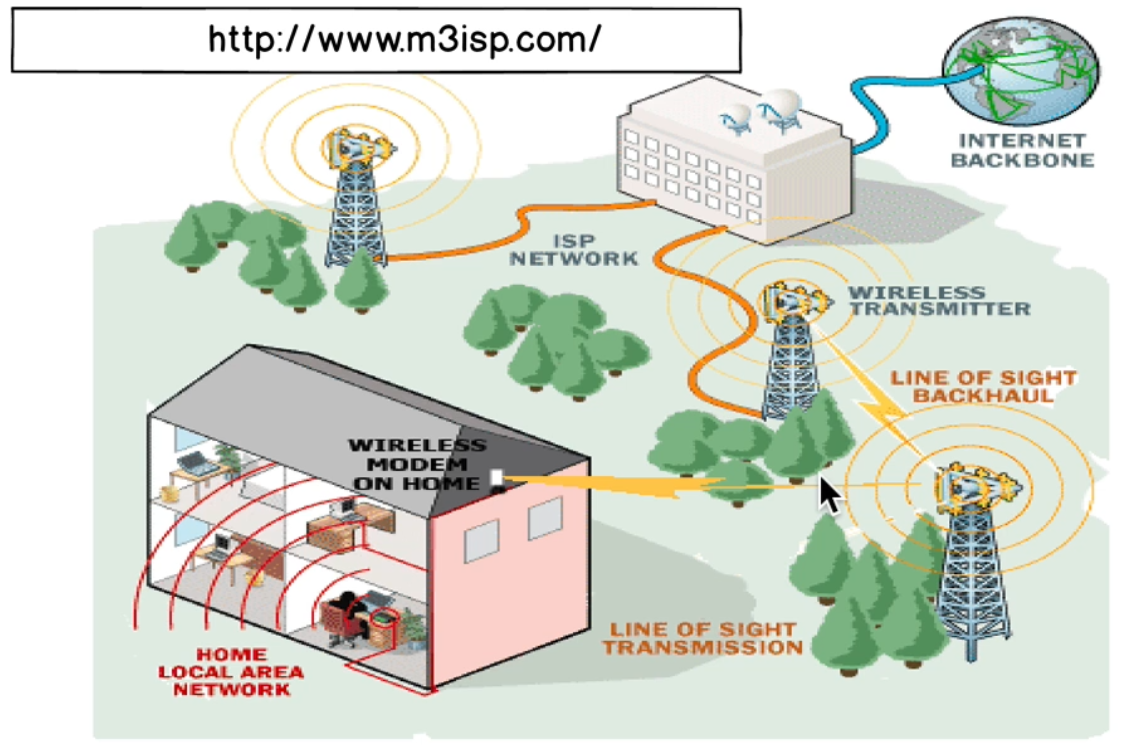 http://www.m3isp.com/
INTERNET
BACKBONE
ISP
NETWORK
WIRELESS
TRANSMITTER
LINE OF SIGHT
BACKHAUL
WIRELESS
MODEM
ON HOME
LINE OF SIGHT
TRANSMISSION
HOME
LOCAL AREA
NETWORK